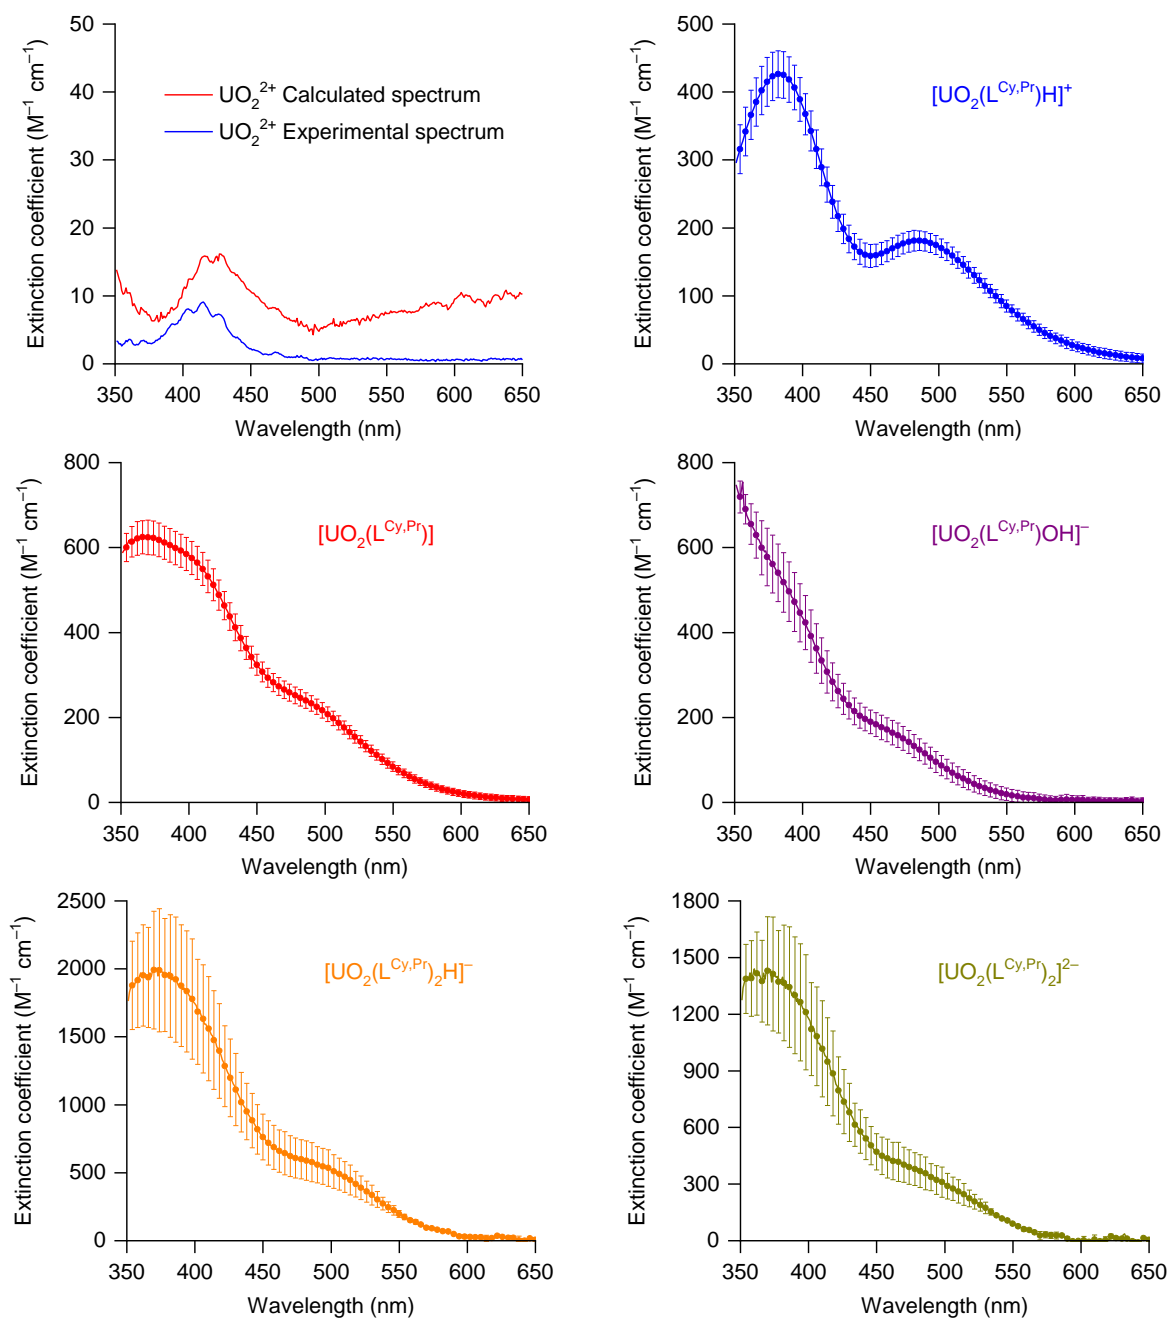 50
40
30
20
10
0
Extinction coefficient (M⁻¹ cm⁻¹)
UO₂²⁺ Calculated spectrum
UO₂²⁺ Experimental spectrum
350 400 450 500 550 600 650
Wavelength (nm)
500
400
300
200
100
0
Extinction coefficient (M⁻¹ cm⁻¹)
[UO₂(L^Cy,Pr)H]⁺
350 400 450 500 550 600 650
Wavelength (nm)
800
600
400
200
0
Extinction coefficient (M⁻¹ cm⁻¹)
[UO₂(L^Cy,Pr)]
350 400 450 500 550 600 650
Wavelength (nm)
800
600
400
200
0
Extinction coefficient (M⁻¹ cm⁻¹)
[UO₂(L^Cy,Pr)OH]⁻
350 400 450 500 550 600 650
Wavelength (nm)
2500
2000
1500
1000
500
0
Extinction coefficient (M⁻¹ cm⁻¹)
[UO₂(L^Cy,Pr)₂H]⁻
350 400 450 500 550 600 650
Wavelength (nm)
1800
1500
1200
900
600
300
0
Extinction coefficient (M⁻¹ cm⁻¹)
[UO₂(L^Cy,Pr)₂]²⁻
350 400 450 500 550 600 650
Wavelength (nm)